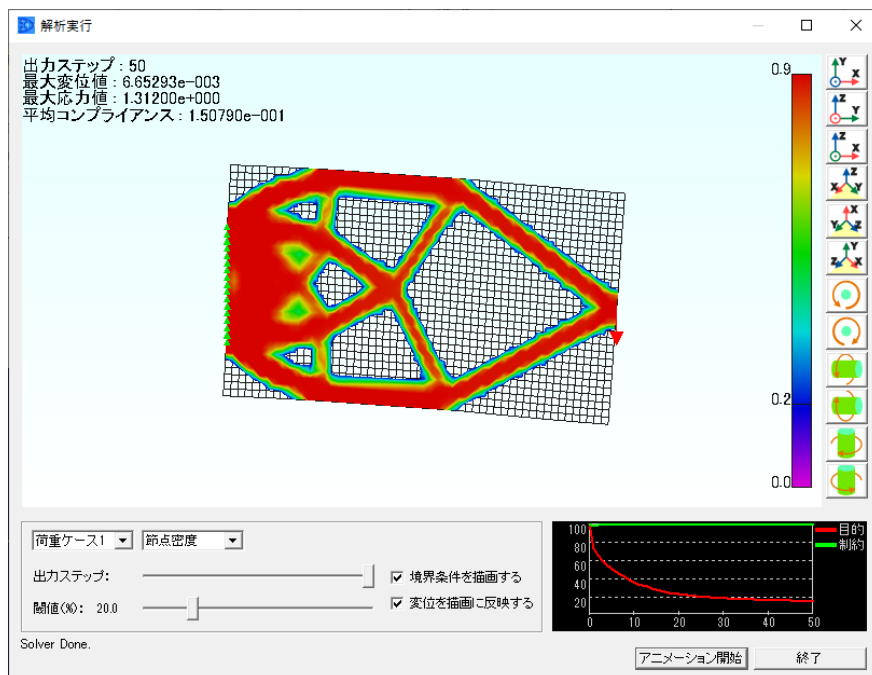 解析実行
出力ステップ : 50
最大変位値 : 6.65293e-003
最大応力値 : 1.31200e+000
平均コンプライアンス : 1.50790e-001
0.9
0.2
0.0
Y X
Z Y
Z X
Z X Y
X Y Z
Y Z X
荷重ケース1 節点密度
出力ステップ:
閾値(%): 20.0
境界条件を描画する
変位を描画に反映する
100
80
60
40
20
0 10 20 30 40 50
目的
制約
Solver Done.
アニメーション開始 終了